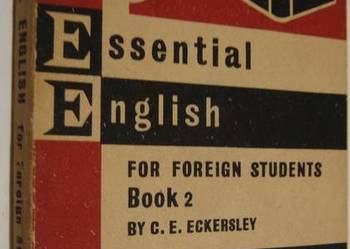 Essential
English
FOR FOREIGN STUDENTS
Book 2
BY C. E. ECKERSLEY
ENGLISH for Foreign